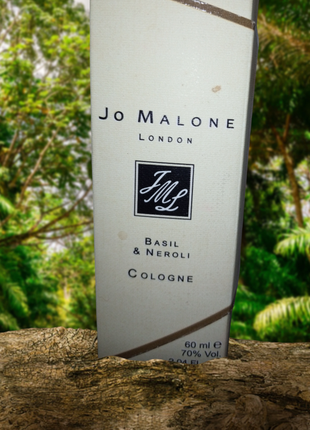 JO MALONE
LONDON
JML
BASIL
& NEROLI
COLOGNE
60 ml e
70% Vol.